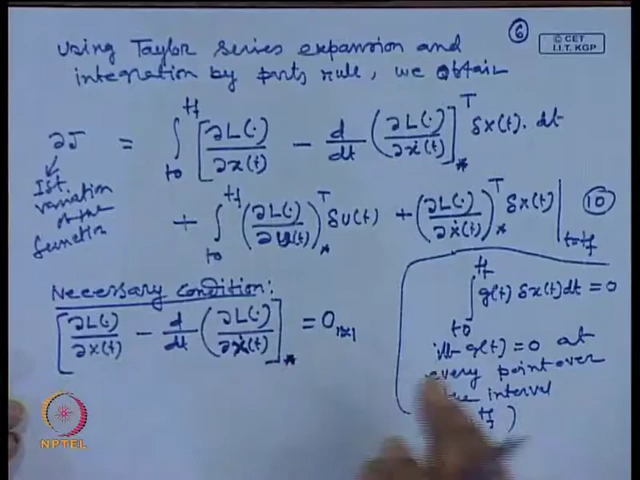 6
© CET
I.I.T. KGP
Using Taylor series expansion and
integration by parts rule, we obtain
∂J = ∫_{t0}^{tf} [∂L(·)/∂x(t) − d/dt (∂L(·)/∂ẋ(t))]^T_* δx(t). dt
Ist.
variation
of the
function
+ ∫_{t0}^{tf} (∂L(·)/∂u(t))^T_* δu(t) + (∂L(·)/∂ẋ(t))^T_* δx(t) |_{t0 tf}
10
Necessary condition:
[∂L(·)/∂x(t) − d/dt (∂L(·)/∂ẋ(t))]_* = 0_{n×1}
∫_{t0}^{tf} g(t) δx(t) dt = 0
iff g(t) = 0 at
every point over
the interval
tf)
NPTEL